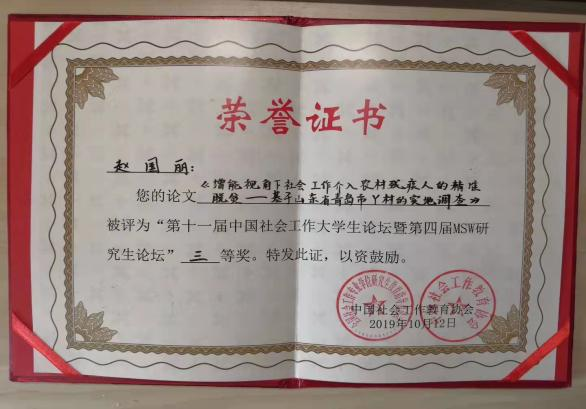 荣誉证书
赵国丽:
《增能视角下社会工作介入农村残疾人的精准
您的论文 脱贫——基于山东省青岛市Y村的实地调查》
被评为“第十一届中国社会工作大学生论坛暨第四届MSW研
究生论坛” 三 等奖。特发此证，以资鼓励。
中国社会工作教育协会
2019年10月12日